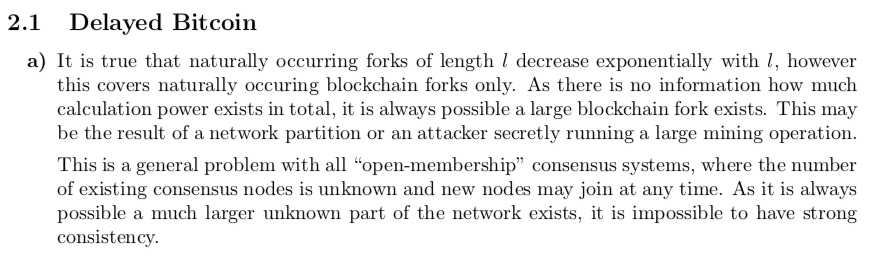 2.1 Delayed Bitcoin
a) It is true that naturally occurring forks of length l decrease exponentially with l, however
this covers naturally occuring blockchain forks only. As there is no information how much
calculation power exists in total, it is always possible a large blockchain fork exists. This may
be the result of a network partition or an attacker secretly running a large mining operation.
This is a general problem with all “open-membership” consensus systems, where the number
of existing consensus nodes is unknown and new nodes may join at any time. As it is always
possible a much larger unknown part of the network exists, it is impossible to have strong
consistency.